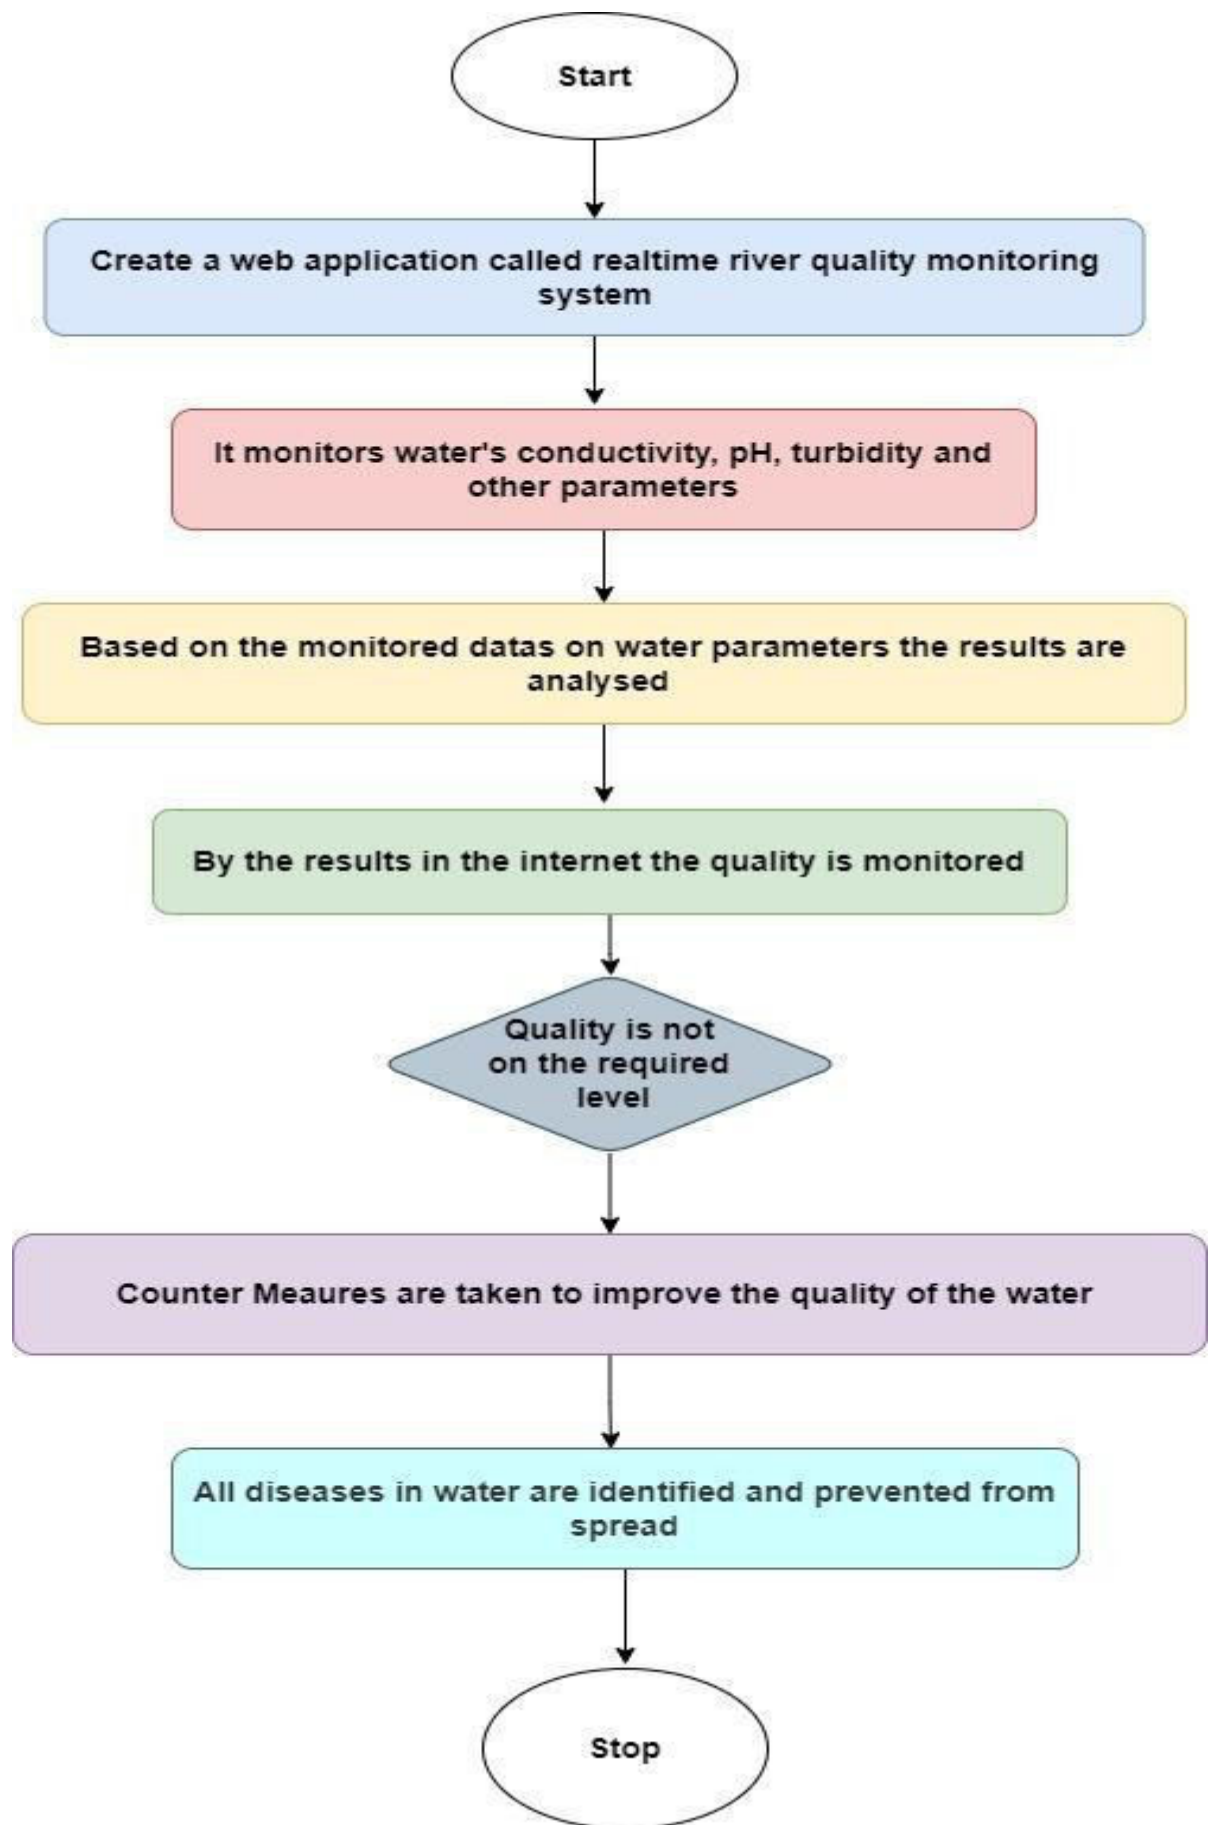 Start
Create a web application called realtime river quality monitoring
system
It monitors water's conductivity, pH, turbidity and
other parameters
Based on the monitored datas on water parameters the results are
analysed
By the results in the internet the quality is monitored
Quality is not
on the required
level
Counter Meaures are taken to improve the quality of the water
All diseases in water are identified and prevented from
spread
Stop